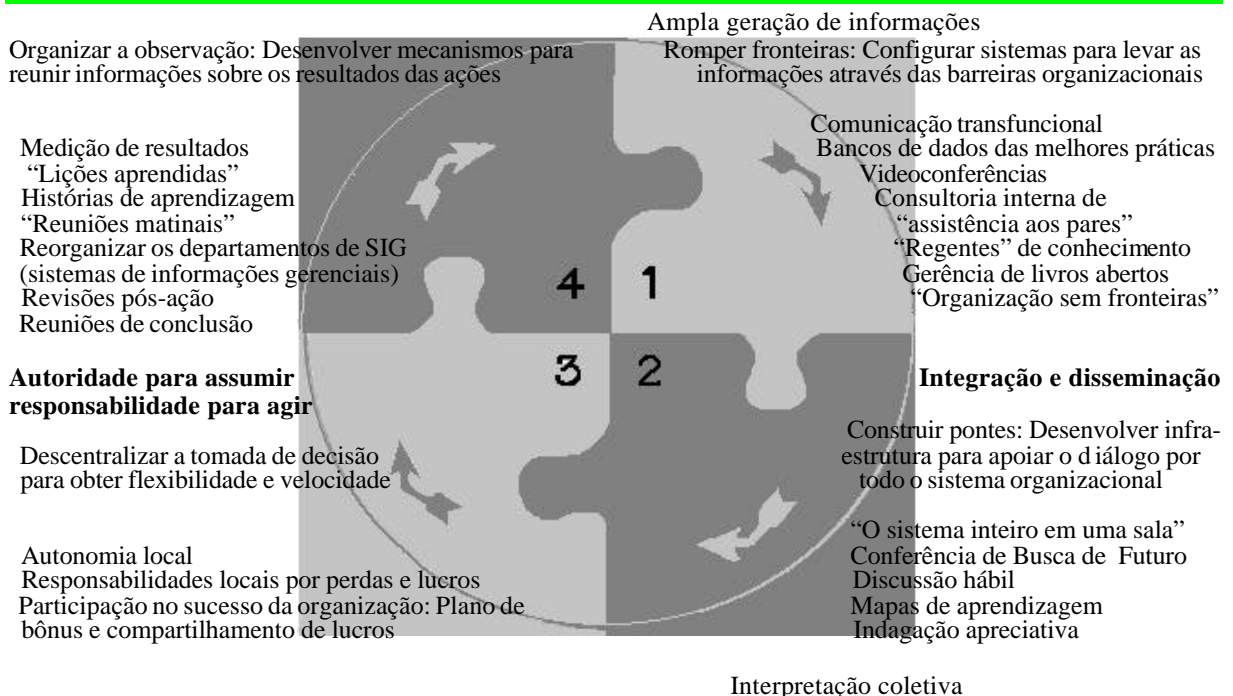 Ampla geração de informações
Organizar a observação: Desenvolver mecanismos para
reunir informações sobre os resultados das ações
Romper fronteiras: Configurar sistemas para levar as
informações através das barreiras organizacionais
Medição de resultados
“Lições aprendidas”
Histórias de aprendizagem
“Reuniões matinais”
Reorganizar os departamentos de SIG
(sistemas de informações gerenciais)
Revisões pós-ação
Reuniões de conclusão
Comunicação transfuncional
Bancos de dados das melhores práticas
Videoconferências
Consultoria interna de
“assistência aos pares”
“Regentes” de conhecimento
Gerência de livros abertos
“Organização sem fronteiras”
4 1
3 2
Autoridade para assumir
responsabilidade para agir
Integração e disseminação
Descentralizar a tomada de decisão
para obter flexibilidade e velocidade
Construir pontes: Desenvolver infra-
estrutura para apoiar o diálogo por
todo o sistema organizacional
Autonomia local
Responsabilidades locais por perdas e lucros
Participação no sucesso da organização: Plano de
bônus e compartilhamento de lucros
“O sistema inteiro em uma sala”
Conferência de Busca de Futuro
Discussão hábil
Mapas de aprendizagem
Indagação apreciativa
Interpretação coletiva